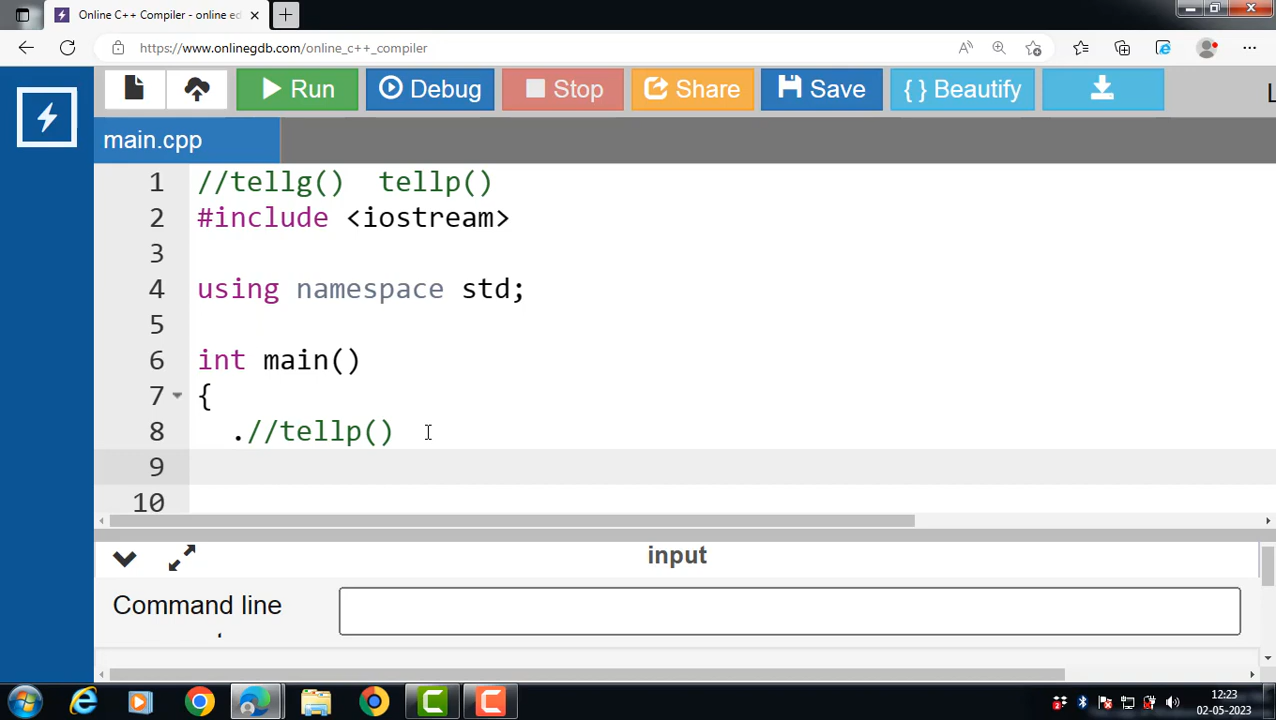 Online C++ Compiler - online ed
https://www.onlinegdb.com/online_c++_compiler
Run Debug Stop Share Save { } Beautify
main.cpp
1 //tellg()  tellp()
2 #include <iostream>
3
4 using namespace std;
5
6 int main()
7 {
8 .//tellp()
9
10
input
Command line
12:23
02-05-2023